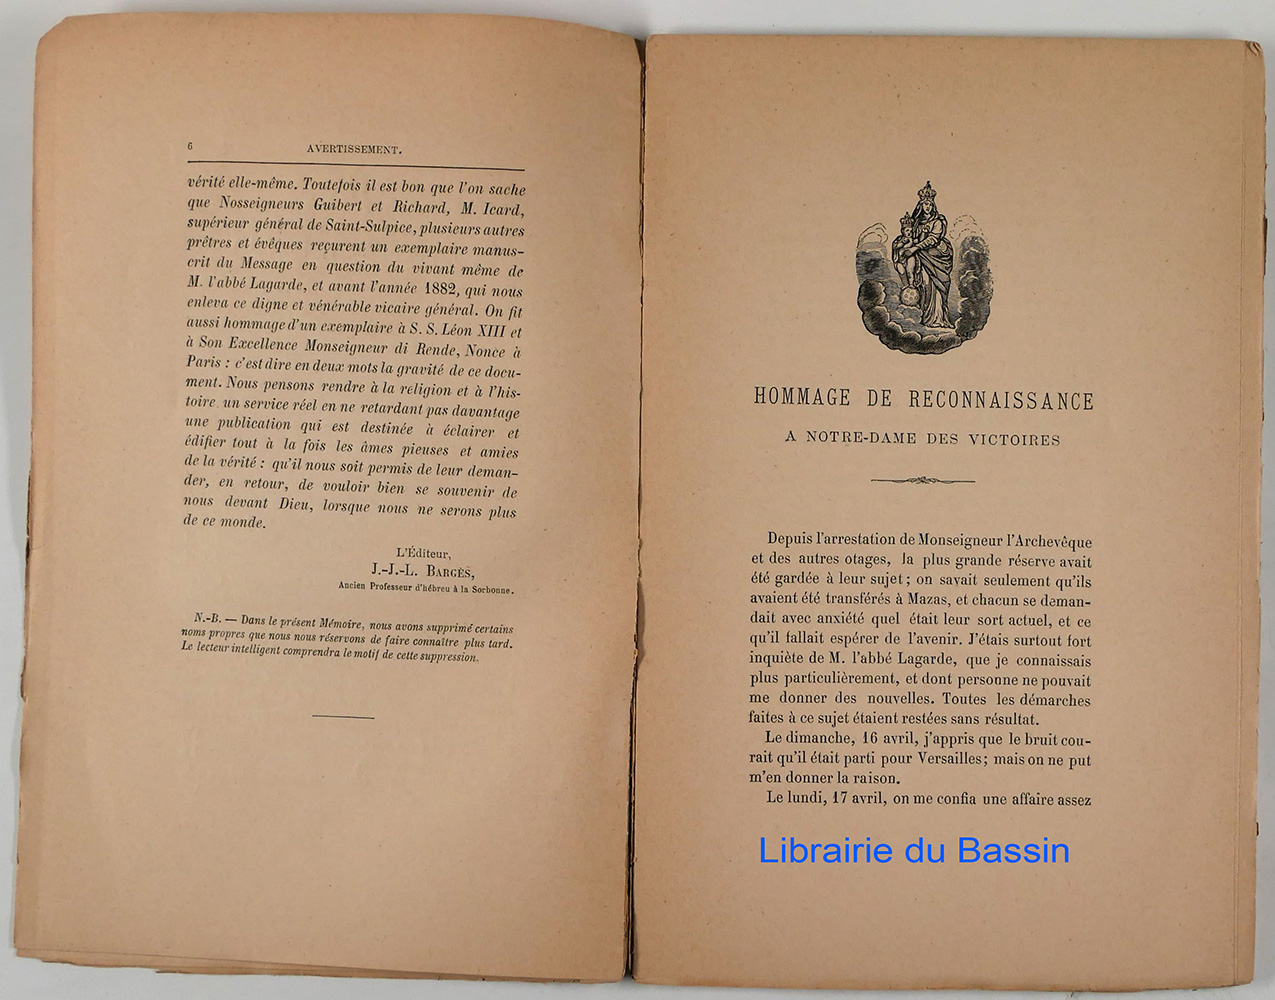 6
AVERTISSEMENT.
vérité elle-même. Toutefois il est bon que l'on sache
que Nosseigneurs Guibert et Richard, M. Icard,
supérieur général de Saint-Sulpice, plusieurs autres
prêtres et évêques reçurent un exemplaire manus-
crit du Message en question du vivant même de
M. l'abbé Lagarde, et avant l'année 1882, qui nous
enleva ce digne et vénérable vicaire général. On fit
aussi hommage d'un exemplaire à S. S. Léon XIII et
à Son Excellence Monseigneur di Rende, Nonce à
Paris : c'est dire en deux mots la gravité de ce docu-
ment. Nous pensons rendre à la religion et à l'his-
toire un service réel en ne retardant pas davantage
une publication qui est destinée à éclairer et
édifier tout à la fois les âmes pieuses et amies
de la vérité : qu'il nous soit permis de leur deman-
der, en retour, de vouloir bien se souvenir de
nous devant Dieu, lorsque nous ne serons plus
de ce monde.
L'Éditeur,
J.-J.-L. BARGÈS,
Ancien Professeur d'hébreu à la Sorbonne.
N.-B. — Dans le présent Mémoire, nous avons supprimé certains
noms propres que nous nous réservons de faire connaître plus tard.
Le lecteur intelligent comprendra le motif de cette suppression.
HOMMAGE DE RECONNAISSANCE
A NOTRE-DAME DES VICTOIRES
Depuis l'arrestation de Monseigneur l'Archevêque
et des autres otages, la plus grande réserve avait
été gardée à leur sujet ; on savait seulement qu'ils
avaient été transférés à Mazas, et chacun se deman-
dait avec anxiété quel était leur sort actuel, et ce
qu'il fallait espérer de l'avenir. J'étais surtout fort
inquiète de M. l'abbé Lagarde, que je connaissais
plus particulièrement, et dont personne ne pouvait
me donner des nouvelles. Toutes les démarches
faites à ce sujet étaient restées sans résultat.
Le dimanche, 16 avril, j'appris que le bruit cou-
rait qu'il était parti pour Versailles ; mais on ne put
m'en donner la raison.
Le lundi, 17 avril, on me confia une affaire assez
Librairie du Bassin